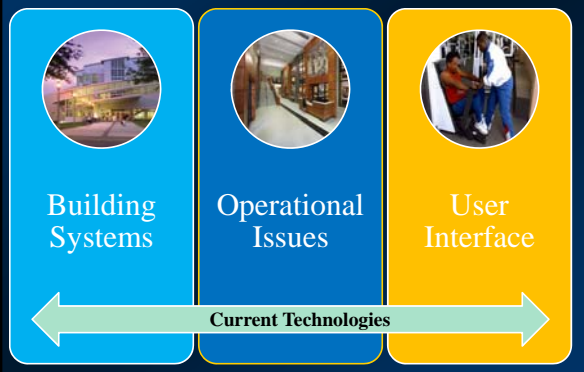 Building
Systems
Operational
Issues
User
Interface
Current Technologies